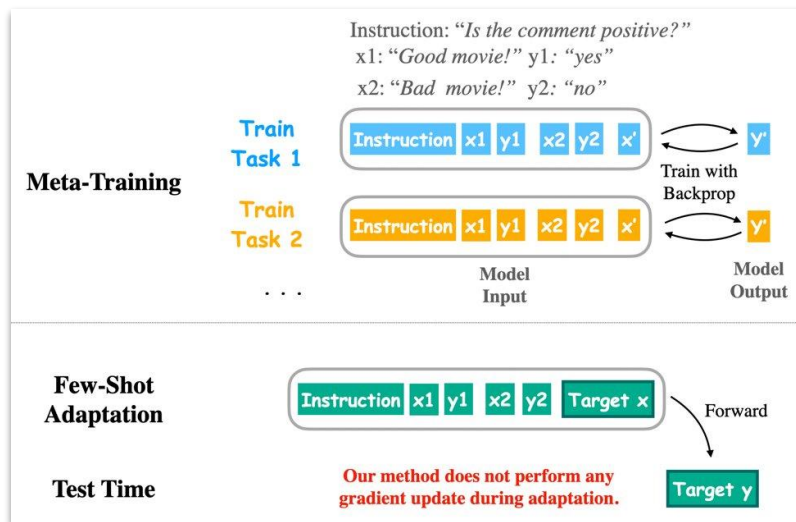 Instruction: “Is the comment positive?”
x1: “Good movie!” y1: “yes”
x2: “Bad movie!” y2: “no”
Train
Task 1
Instruction x1 y1 x2 y2 x' Y'
Meta-Training
Train with
Backprop
Train
Task 2
Instruction x1 y1 x2 y2 x' Y'
Model
Input
Model
Output
. . .
Few-Shot
Adaptation
Instruction x1 y1 x2 y2 Target x
Forward
Test Time
Our method does not perform any
gradient update during adaptation.
Target y